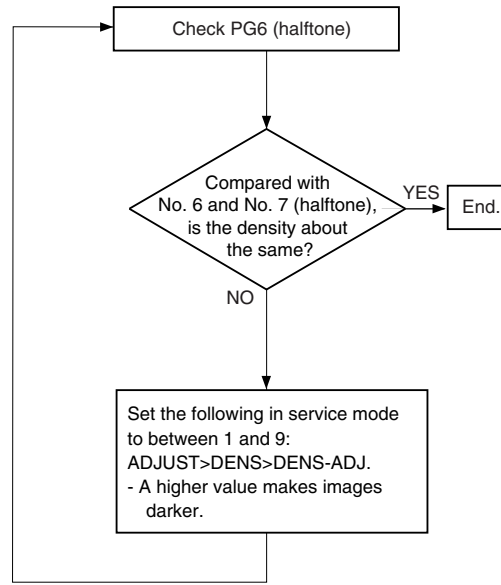 Check PG6 (halftone)
Compared with
No. 6 and No. 7 (halftone),
is the density about
the same?
YES
End.
NO
Set the following in service mode
to between 1 and 9:
ADJUST>DENS>DENS-ADJ.
- A higher value makes images
darker.